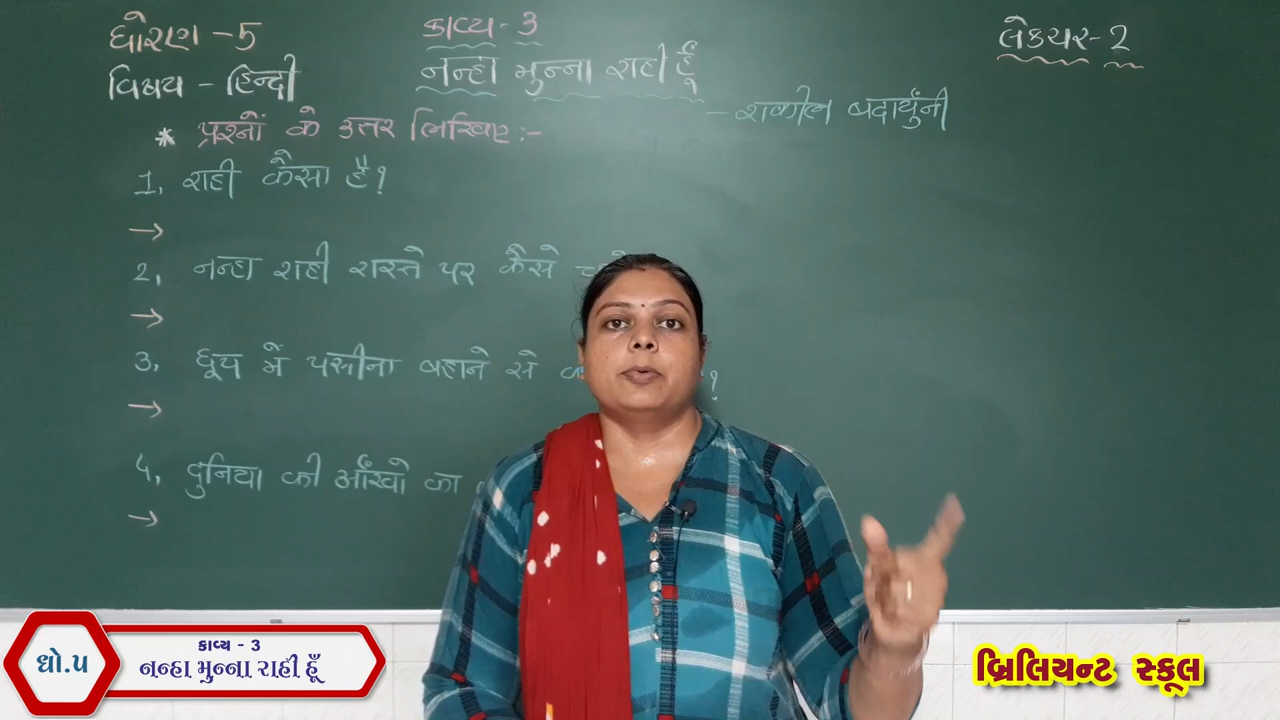 ધોરણ - 5
કાવ્ય - 3
લેકચર - 2
વિષય - हिन्दी
नन्हा मुन्ना राही हूँ
- शकील बदायुंनी
* प्रश्नों के उत्तर लिखिए :-
1. राही कैसा है?
→
2. नन्हा राही रास्ते पर कैसे
→
3. धूप में पसीना बहाने से ?
→
4. दुनिया की आँखो का
→
ધો.૫
કાવ્ય - 3
નન્હા મુન્ના રાહી હૂઁ
બ્રિલિયન્ટ સ્કૂલ